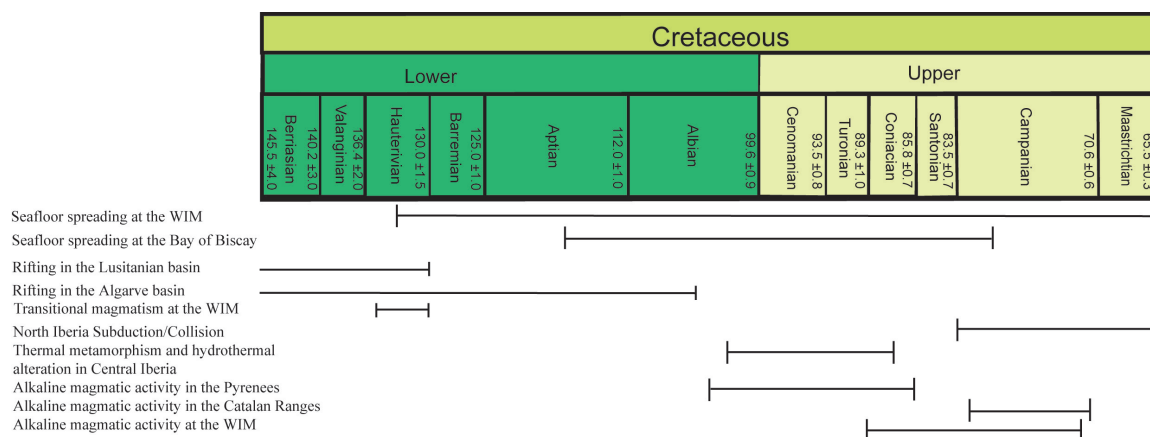 Cretaceous
Lower
Upper
Berriasian
145.5 ±4.0
Valanginian
140.2 ±3.0
Hauterivian
136.4 ±2.0
Barremian
130.0 ±1.5
Aptian
125.0 ±1.0
Albian
112.0 ±1.0
Cenomanian
99.6 ±0.9
Turonian
93.5 ±0.8
Coniacian
89.3 ±1.0
Santonian
85.8 ±0.7
Campanian
83.5 ±0.7
Maastrichtian
70.6 ±0.6
65.5 ±0.3
Seafloor spreading at the WIM
Seafloor spreading at the Bay of Biscay
Rifting in the Lusitanian basin
Rifting in the Algarve basin
Transitional magmatism at the WIM
North Iberia Subduction/Collision
Thermal metamorphism and hydrothermal
alteration in Central Iberia
Alkaline magmatic activity in the Pyrenees
Alkaline magmatic activity in the Catalan Ranges
Alkaline magmatic activity at the WIM